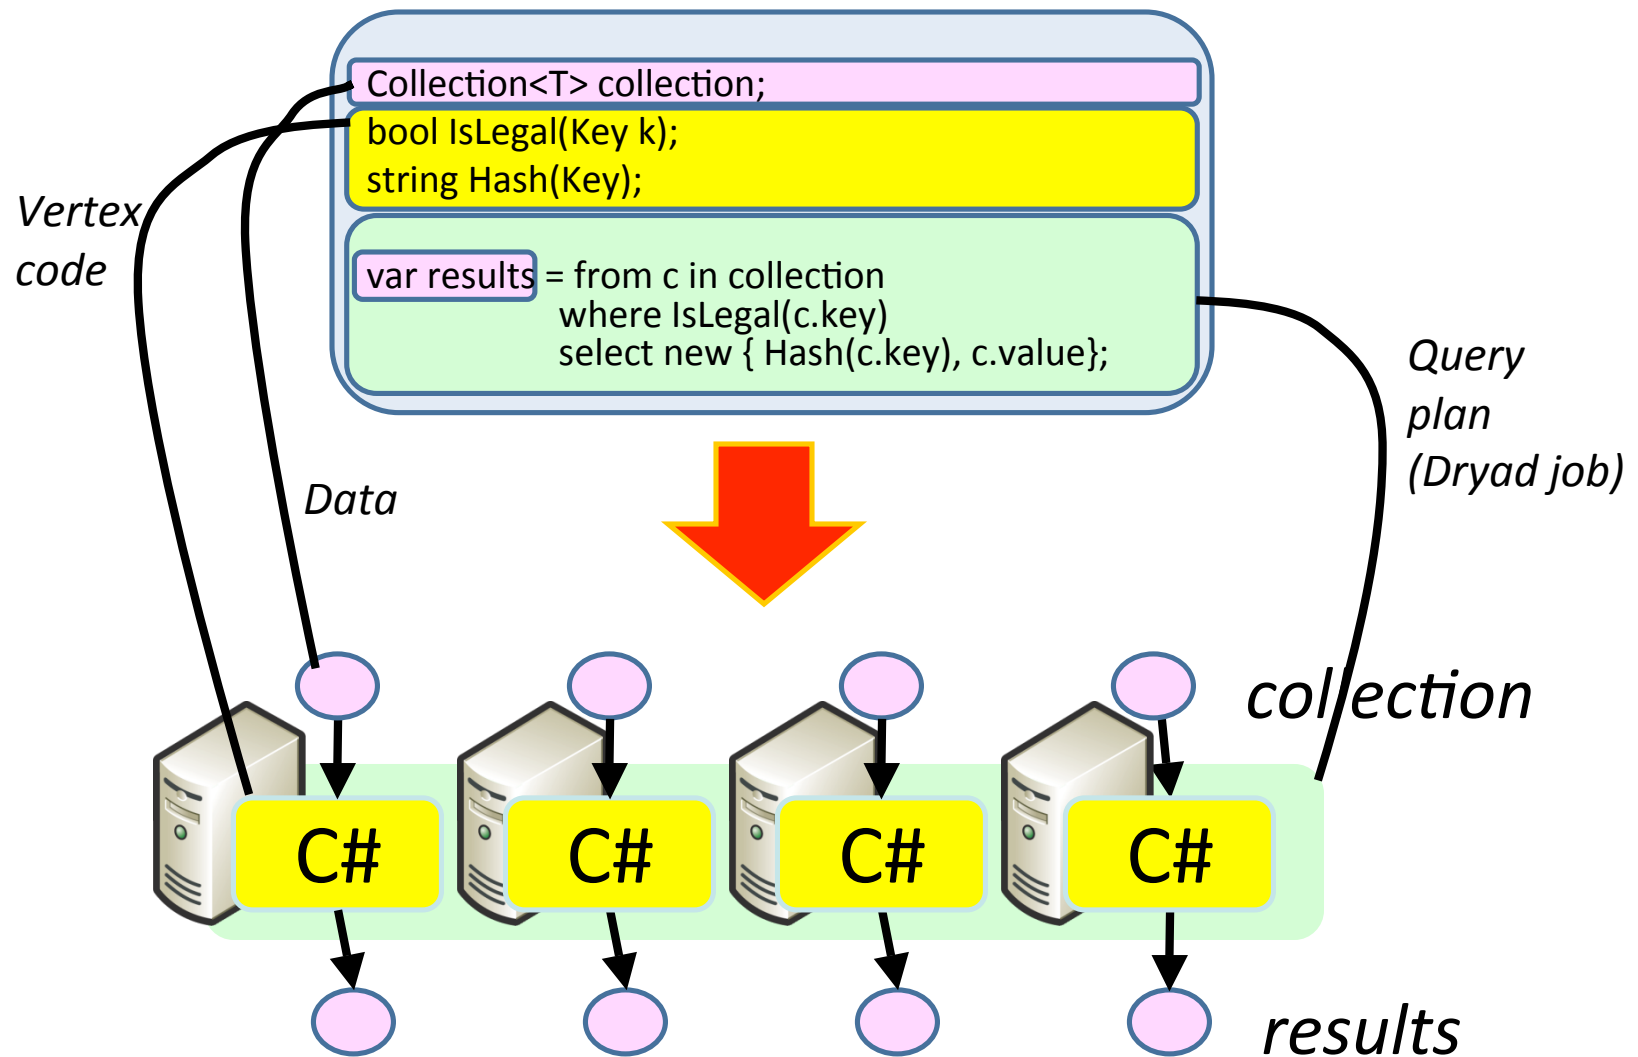 Collection<T> collection;
bool IsLegal(Key k);
string Hash(Key);
var results = from c in collection
where IsLegal(c.key)
select new { Hash(c.key), c.value};
Vertex
code
Data
Query
plan
(Dryad job)
collection
C# C# C# C#
results